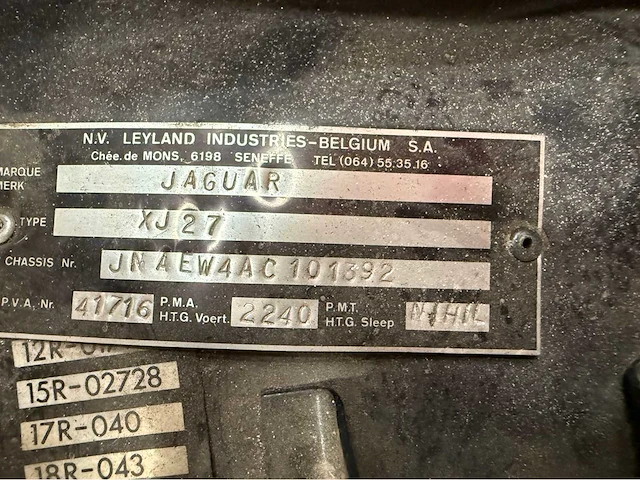 N.V. LEYLAND INDUSTRIES-BELGIUM S.A.
Chée. de MONS. 6198 SENEFFE TEL (064) 55.35.16
MARQUE
MERK JAGUAR
TYPE XJ27
CHASSIS Nr. JNAEW4AC101392
P.V.A. Nr. 41716 P.M.A. H.T.G. Voert. 2240 P.M.T. H.T.G. Sleep NIHIL
15R-02728
17R-040
18R-043